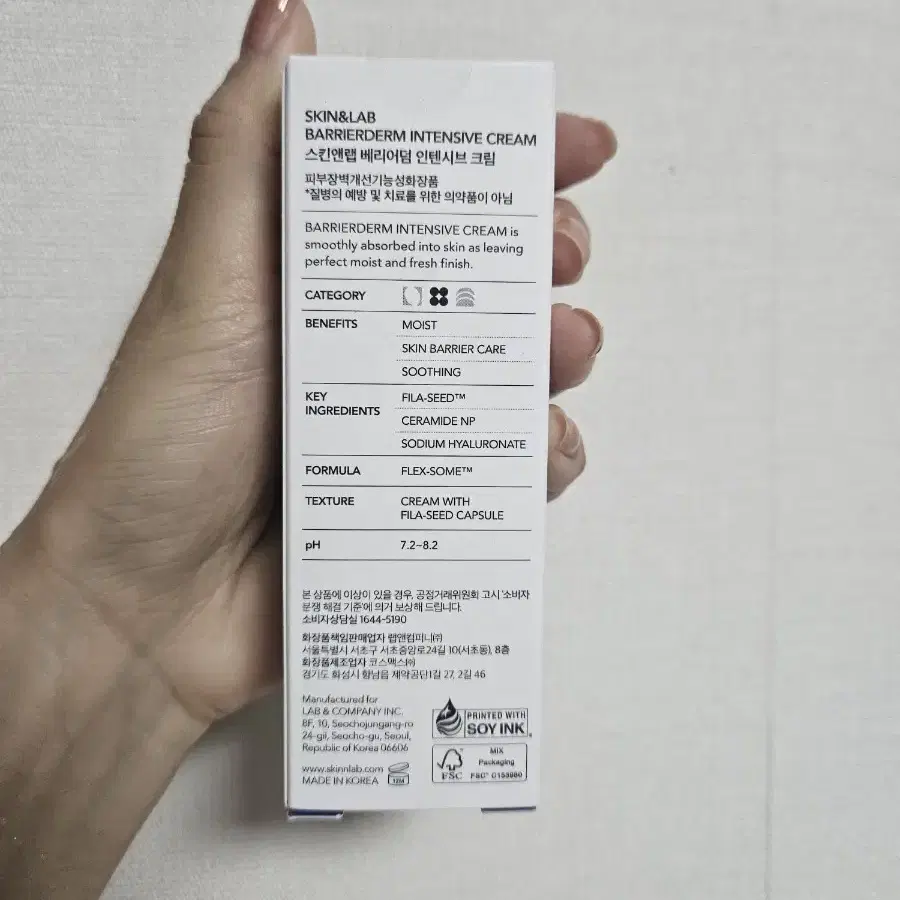 SKIN&LAB
BARRIERDERM INTENSIVE CREAM
스킨앤랩 베리어덤 인텐시브 크림
피부장벽개선기능성화장품
*질병의 예방 및 치료를 위한 의약품이 아님
BARRIERDERM INTENSIVE CREAM is
smoothly absorbed into skin as leaving
perfect moist and fresh finish.
CATEGORY
BENEFITS MOIST
SKIN BARRIER CARE
SOOTHING
KEY INGREDIENTS FILA-SEED™
CERAMIDE NP
SODIUM HYALURONATE
FORMULA FLEX-SOME™
TEXTURE CREAM WITH
FILA-SEED CAPSULE
pH 7.2~8.2
본 상품에 이상이 있을 경우, 공정거래위원회 고시 '소비자
분쟁 해결 기준'에 의거 보상해 드립니다.
소비자상담실 1644-5190
화장품책임판매업자 랩앤컴퍼니㈜
서울특별시 서초구 서초중앙로24길 10(서초동), 8층
화장품제조업자 코스맥스㈜
경기도 화성시 향남읍 제약공단1길 27, 2길 46
Manufactured for
LAB & COMPANY INC.
8F, 10, Seochojungang-ro
24-gil, Seocho-gu, Seoul,
Republic of Korea 06606
www.skinnlab.com
MADE IN KOREA 12M
PRINTED WITH
SOY INK
MIX
Packaging
FSC FSC® C153980